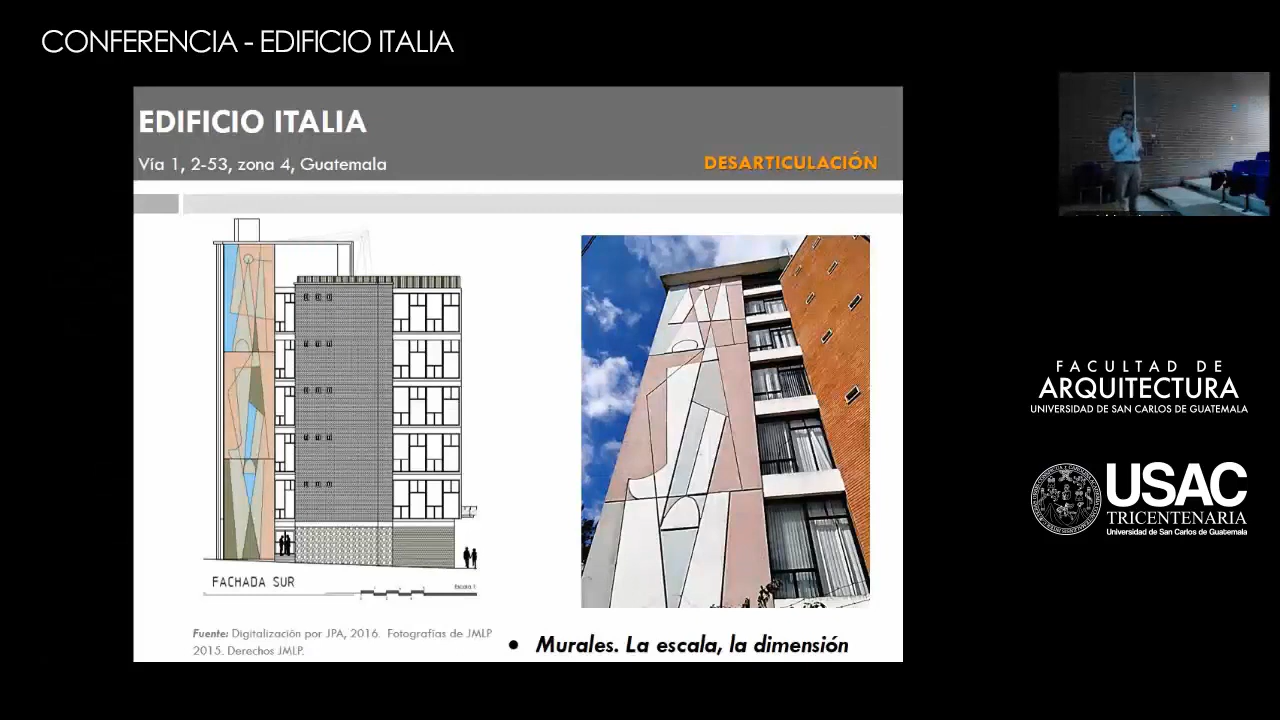 CONFERENCIA - EDIFICIO ITALIA
EDIFICIO ITALIA
Vía 1, 2-53, zona 4, Guatemala
DESARTICULACIÓN
FACHADA SUR
Fuente: Digitalización por JPA, 2016. Fotografías de JMLP
2015. Derechos JMLP.
• Murales. La escala, la dimensión
FACULTAD DE
ARQUITECTURA
UNIVERSIDAD DE SAN CARLOS DE GUATEMALA
USAC
TRICENTENARIA
Universidad de San Carlos de Guatemala